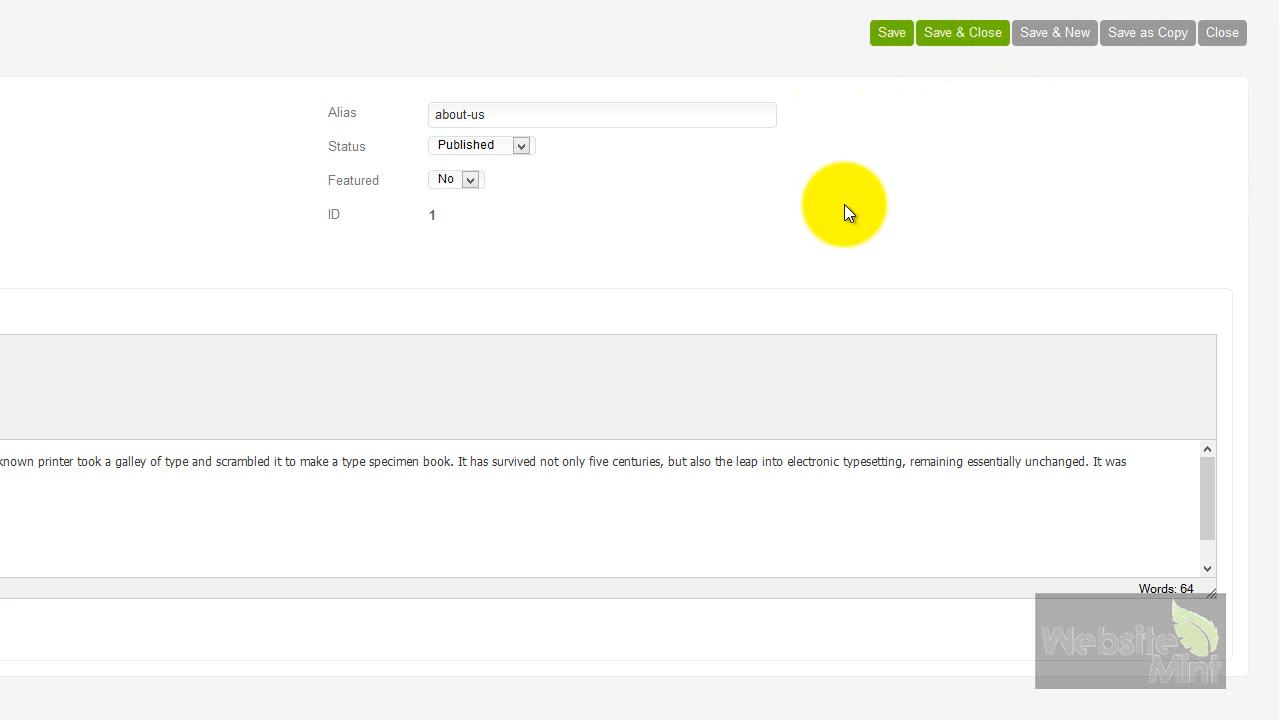 Save Save & Close Save & New Save as Copy Close
Alias about-us
Status Published
Featured No
ID 1
known printer took a galley of type and scrambled it to make a type specimen book. It has survived not only five centuries, but also the leap into electronic typesetting, remaining essentially unchanged. It was
Words: 64
Website
Mint